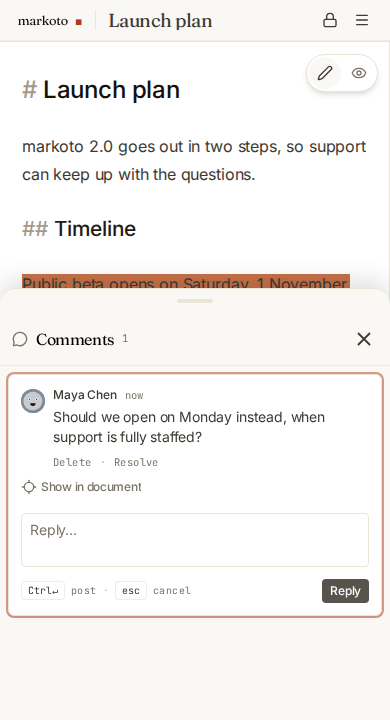 markoto
Launch plan
# Launch plan
markoto 2.0 goes out in two steps, so support
can keep up with the questions.
## Timeline
Public beta opens on Saturday, 1 November
Comments 1
Maya Chen now
Should we open on Monday instead, when
support is fully staffed?
Delete · Resolve
Show in document
Reply...
Ctrl↵ post · esc cancel
Reply